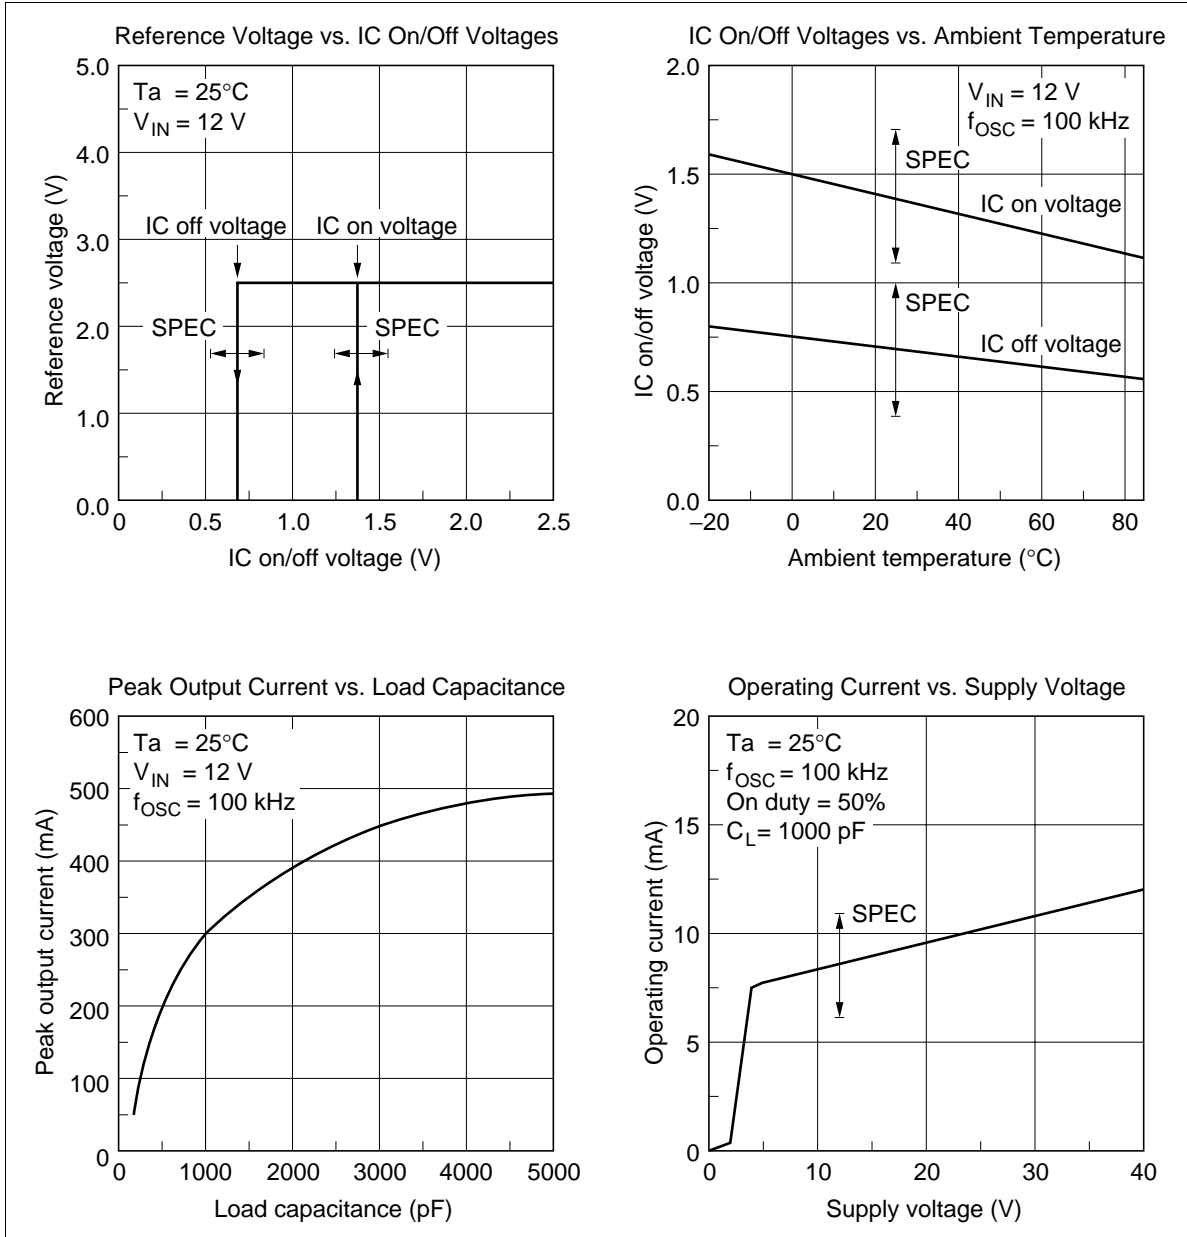 Reference Voltage vs. IC On/Off Voltages
5.0
4.0
3.0
2.0
1.0
0.0
Reference voltage (V)
Ta = 25°C
V_IN = 12 V
IC off voltage
IC on voltage
SPEC
SPEC
0
0.5
1.0
1.5
2.0
2.5
IC on/off voltage (V)
IC On/Off Voltages vs. Ambient Temperature
2.0
1.5
1.0
0.5
0.0
IC on/off voltage (V)
V_IN = 12 V
f_OSC = 100 kHz
SPEC
IC on voltage
SPEC
IC off voltage
−20
0
20
40
60
80
Ambient temperature (°C)
Peak Output Current vs. Load Capacitance
600
500
400
300
200
100
0
Peak output current (mA)
Ta = 25°C
V_IN = 12 V
f_OSC = 100 kHz
0
1000
2000
3000
4000
5000
Load capacitance (pF)
Operating Current vs. Supply Voltage
20
15
10
5
0
Operating current (mA)
Ta = 25°C
f_OSC = 100 kHz
On duty = 50%
C_L = 1000 pF
SPEC
0
10
20
30
40
Supply voltage (V)